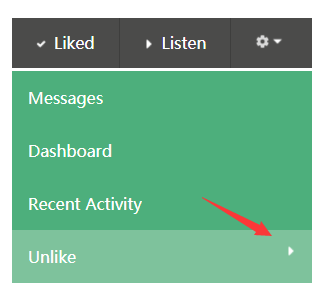 Liked Listen
Messages
Dashboard
Recent Activity
Unlike